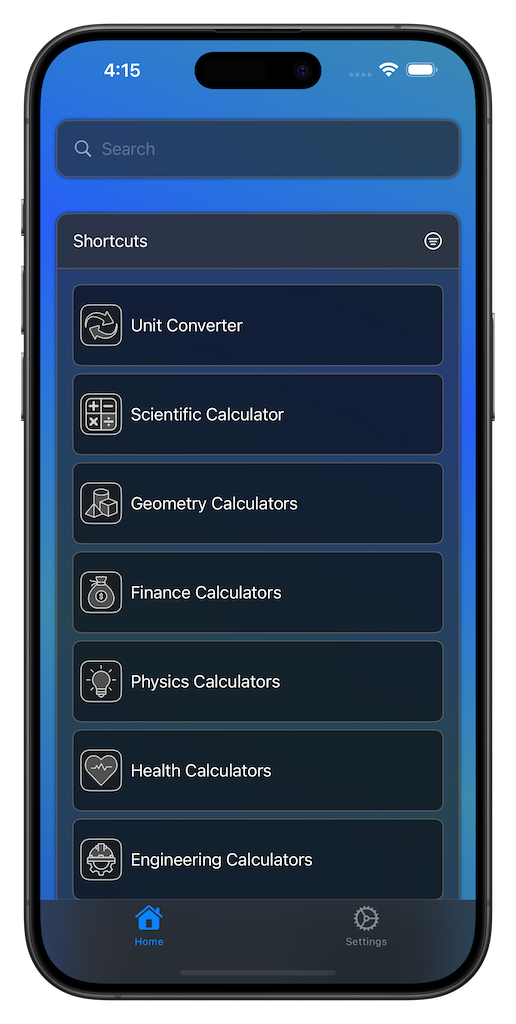 4:15
Search
Shortcuts
Unit Converter
Scientific Calculator
Geometry Calculators
Finance Calculators
Physics Calculators
Health Calculators
Engineering Calculators
Home
Settings